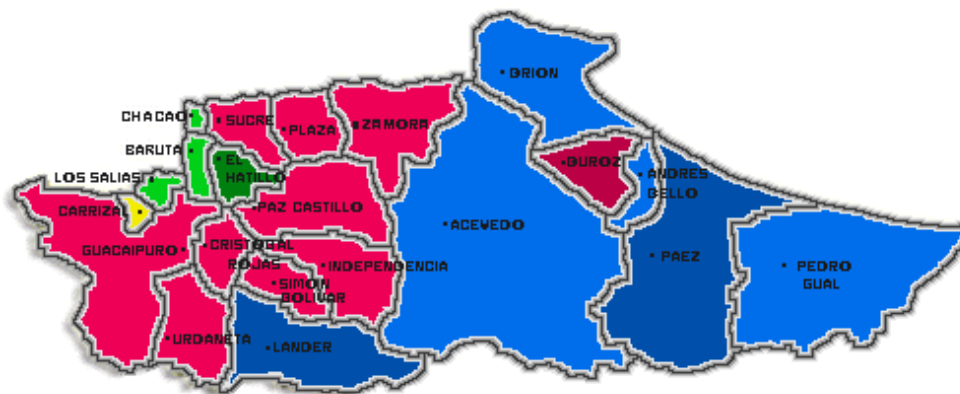 BRION
CHACAO
SUCRE
PLAZA
ZAMORA
BARUTA
EL
HATILLO
BUROZ
LOS SALIAS
ANDRES
BELLO
CARRIZAL
PAZ CASTILLO
ACEVEDO
GUACAIPURO
CRISTOBAL
ROJAS
INDEPENDENCIA
PAEZ
PEDRO
GUAL
SIMON
BOLIVAR
URDANETA
LANDER